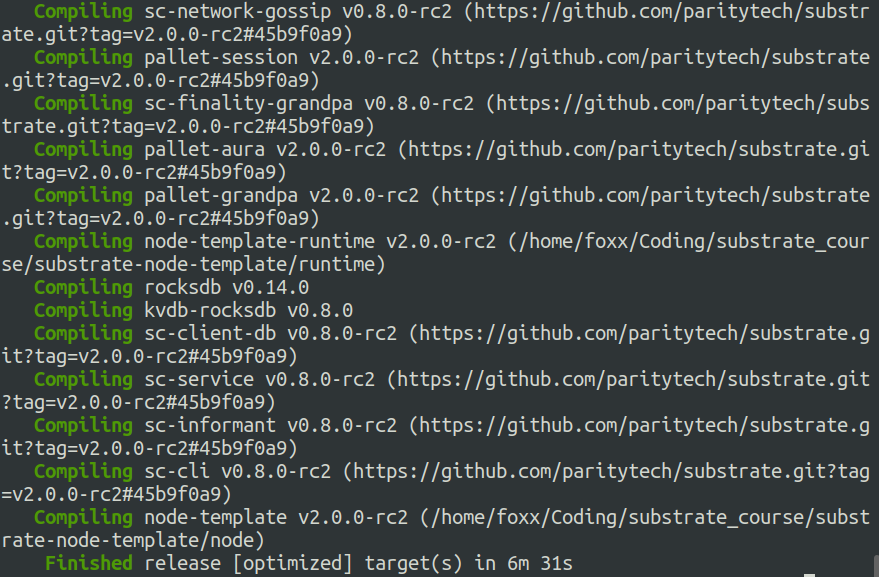 Compiling sc-network-gossip v0.8.0-rc2 (https://github.com/paritytech/substr
ate.git?tag=v2.0.0-rc2#45b9f0a9)
Compiling pallet-session v2.0.0-rc2 (https://github.com/paritytech/substrate
.git?tag=v2.0.0-rc2#45b9f0a9)
Compiling sc-finality-grandpa v0.8.0-rc2 (https://github.com/paritytech/subs
trate.git?tag=v2.0.0-rc2#45b9f0a9)
Compiling pallet-aura v2.0.0-rc2 (https://github.com/paritytech/substrate.gi
t?tag=v2.0.0-rc2#45b9f0a9)
Compiling pallet-grandpa v2.0.0-rc2 (https://github.com/paritytech/substrate
.git?tag=v2.0.0-rc2#45b9f0a9)
Compiling node-template-runtime v2.0.0-rc2 (/home/foxx/Coding/substrate_cour
se/substrate-node-template/runtime)
Compiling rocksdb v0.14.0
Compiling kvdb-rocksdb v0.8.0
Compiling sc-client-db v0.8.0-rc2 (https://github.com/paritytech/substrate.g
it?tag=v2.0.0-rc2#45b9f0a9)
Compiling sc-service v0.8.0-rc2 (https://github.com/paritytech/substrate.git
?tag=v2.0.0-rc2#45b9f0a9)
Compiling sc-informant v0.8.0-rc2 (https://github.com/paritytech/substrate.g
it?tag=v2.0.0-rc2#45b9f0a9)
Compiling sc-cli v0.8.0-rc2 (https://github.com/paritytech/substrate.git?tag
=v2.0.0-rc2#45b9f0a9)
Compiling node-template v2.0.0-rc2 (/home/foxx/Coding/substrate_course/subst
rate-node-template/node)
Finished release [optimized] target(s) in 6m 31s